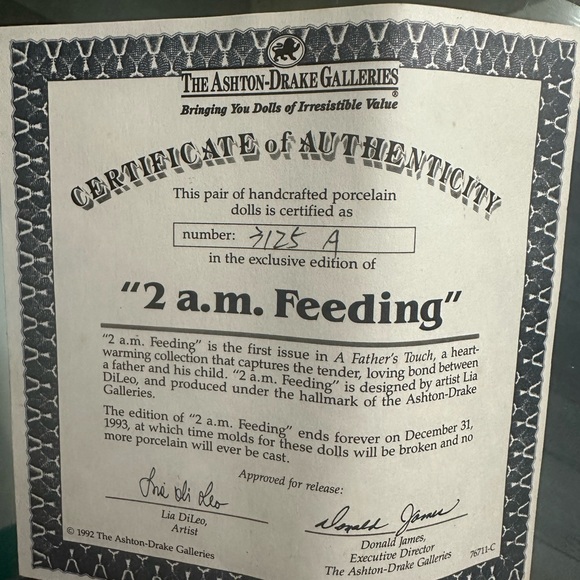 THE ASHTON-DRAKE GALLERIES®
Bringing You Dolls of Irresistible Value
CERTIFICATE of AUTHENTICITY
This pair of handcrafted porcelain
dolls is certified as
number: 3125 A
in the exclusive edition of
"2 a.m. Feeding"
"2 a.m. Feeding" is the first issue in A Father's Touch, a heart-
warming collection that captures the tender, loving bond between
a father and his child. "2 a.m. Feeding" is designed by artist Lia
DiLeo, and produced under the hallmark of the Ashton-Drake
Galleries.
The edition of "2 a.m. Feeding" ends forever on December 31,
1993, at which time molds for these dolls will be broken and no
more porcelain will ever be cast.
Approved for release:
Lia Di Leo
Donald James
Lia DiLeo,
Artist
Donald James,
Executive Director
The Ashton-Drake Galleries
© 1992 The Ashton-Drake Galleries
76711-C